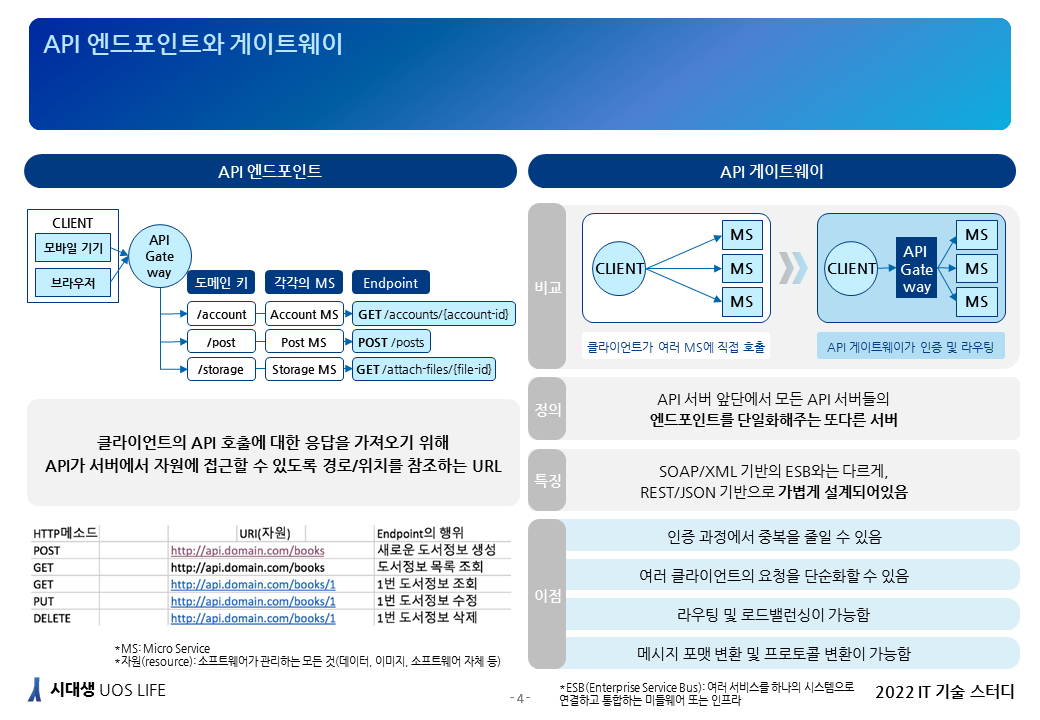 API 엔드포인트와 게이트웨이
API 엔드포인트
CLIENT
모바일 기기
브라우저
API
Gate
way
도메인 키 각각의 MS Endpoint
/account Account MS GET /accounts/{account-id}
/post Post MS POST /posts
/storage Storage MS GET /attach-files/{file-id}
클라이언트의 API 호출에 대한 응답을 가져오기 위해
API가 서버에서 자원에 접근할 수 있도록 경로/위치를 참조하는 URL
HTTP메소드 URI(자원) Endpoint의 행위
POST http://api.domain.com/books 새로운 도서정보 생성
GET http://api.domain.com/books 도서정보 목록 조회
GET http://api.domain.com/books/1 1번 도서정보 조회
PUT http://api.domain.com/books/1 1번 도서정보 수정
DELETE http://api.domain.com/books/1 1번 도서정보 삭제
*MS: Micro Service
*자원(resource): 소프트웨어가 관리하는 모든 것(데이터, 이미지, 소프트웨어 자체 등)
API 게이트웨이
비교
CLIENT
MS
MS
MS
클라이언트가 여러 MS에 직접 호출
CLIENT
API
Gate
way
MS
MS
MS
API 게이트웨이가 인증 및 라우팅
정의
API 서버 앞단에서 모든 API 서버들의
엔드포인트를 단일화해주는 또다른 서버
특징
SOAP/XML 기반의 ESB와는 다르게,
REST/JSON 기반으로 가볍게 설계되어있음
이점
인증 과정에서 중복을 줄일 수 있음
여러 클라이언트의 요청을 단순화할 수 있음
라우팅 및 로드밸런싱이 가능함
메시지 포맷 변환 및 프로토콜 변환이 가능함
*ESB(Enterprise Service Bus): 여러 서비스를 하나의 시스템으로
연결하고 통합하는 미들웨어 또는 인프라
시대생 UOS LIFE
- 4 -
2022 IT 기술 스터디